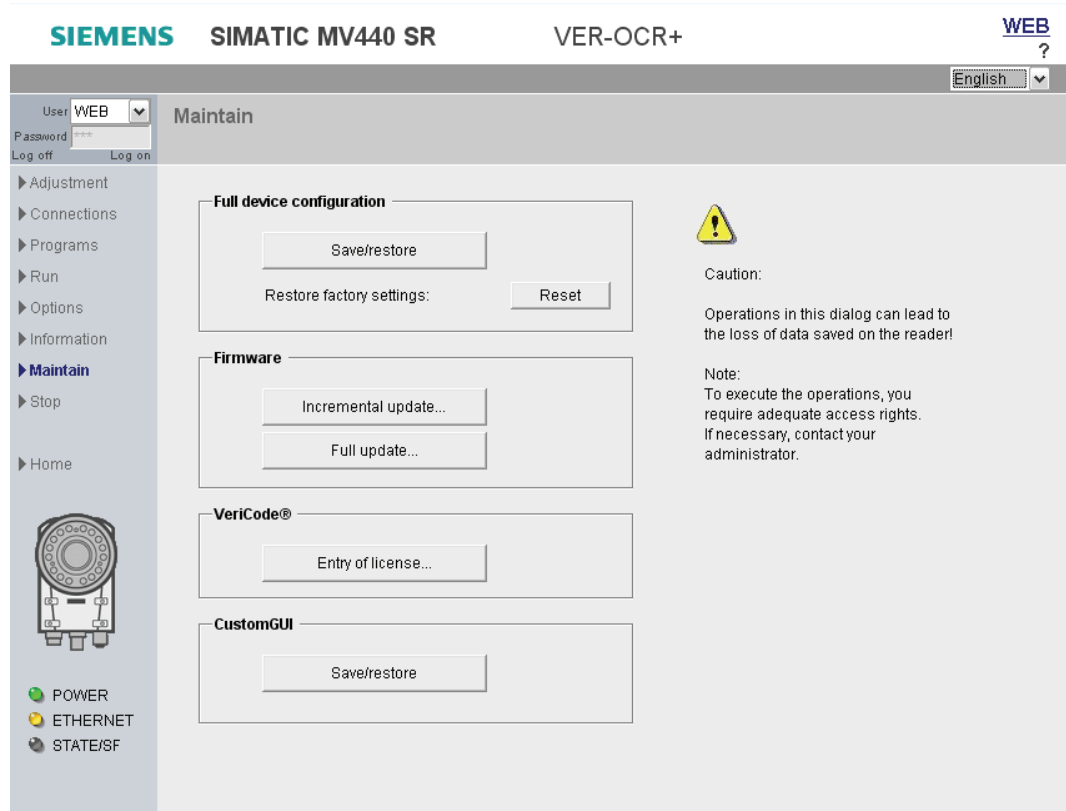 SIEMENS SIMATIC MV440 SR VER-OCR+ WEB
?
English
User WEB
Password ***
Log off Log on
Maintain
Adjustment
Connections
Programs
Run
Options
Information
Maintain
Stop
Home
POWER
ETHERNET
STATE/SF
Full device configuration
Save/restore
Restore factory settings: Reset
Firmware
Incremental update...
Full update...
VeriCode®
Entry of license...
CustomGUI
Save/restore
Caution:
Operations in this dialog can lead to
the loss of data saved on the reader!
Note:
To execute the operations, you
require adequate access rights.
If necessary, contact your
administrator.